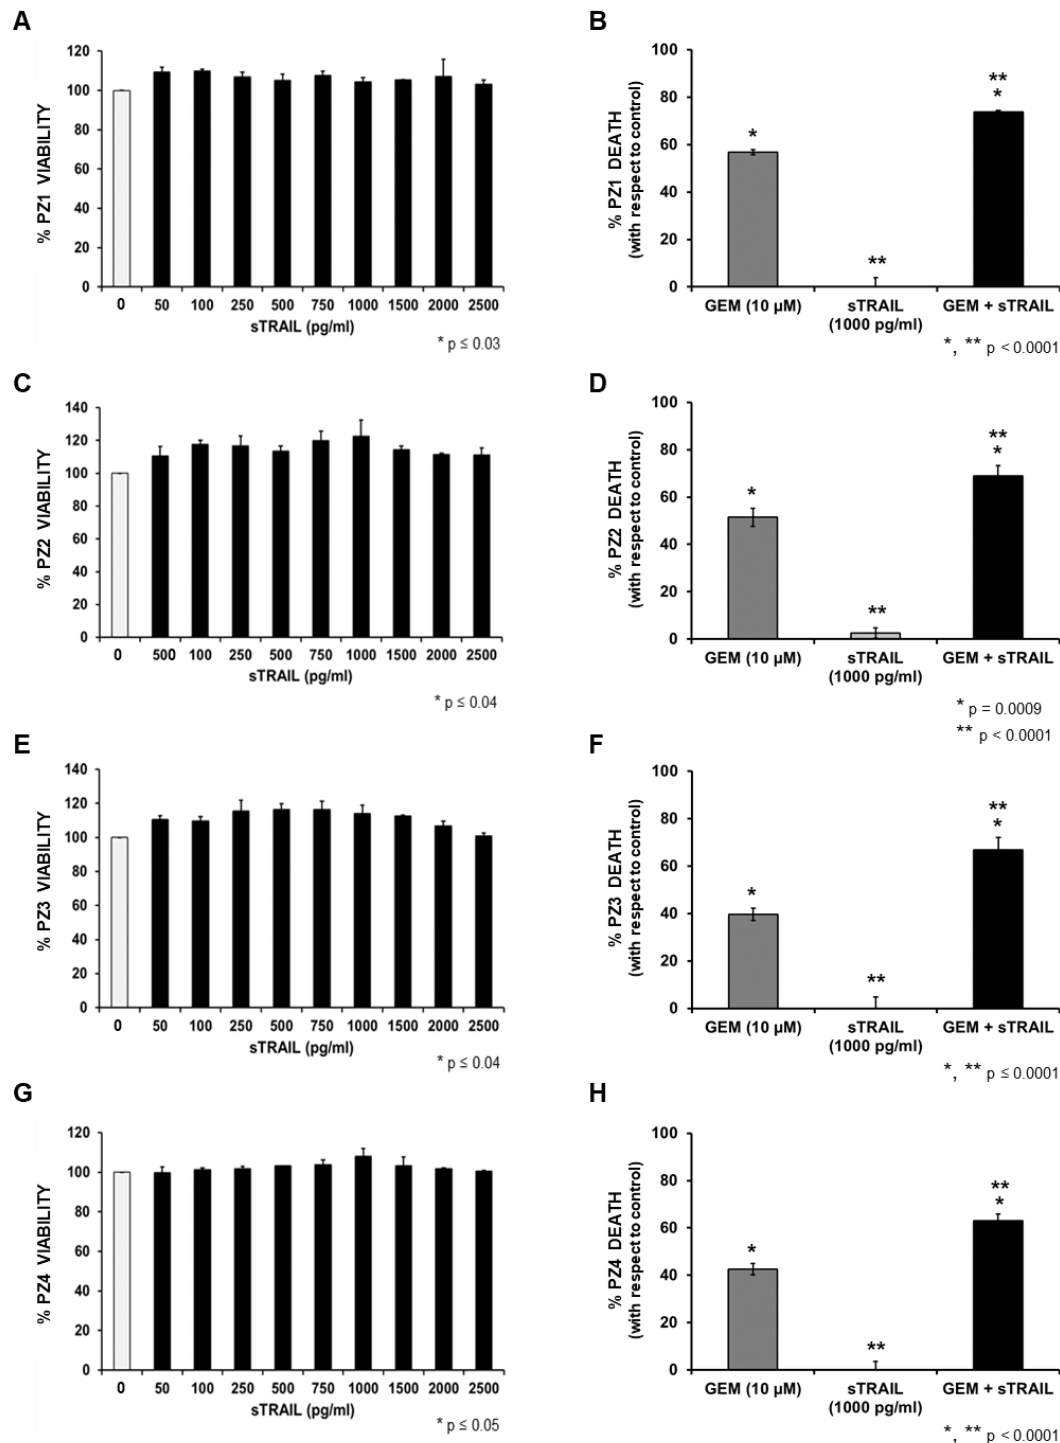 A
120
100
80
60
40
20
0
% PZ1 VIABILITY
0 50 100 250 500 750 1000 1500 2000 2500
sTRAIL (pg/ml)
* p ≤ 0.03
B
100
80
60
40
20
0
% PZ1 DEATH
(with respect to control)
*
**
**
*
GEM (10 µM) sTRAIL GEM + sTRAIL
(1000 pg/ml)
*, ** p < 0.0001
C
140
120
100
80
60
40
20
0
% PZ2 VIABILITY
0 500 100 250 500 750 1000 1500 2000 2500
sTRAIL (pg/ml)
* p ≤ 0.04
D
100
80
60
40
20
0
% PZ2 DEATH
(with respect to control)
*
**
**
*
GEM (10 µM) sTRAIL GEM + sTRAIL
(1000 pg/ml)
* p = 0.0009
** p < 0.0001
E
140
120
100
80
60
40
20
0
% PZ3 VIABILITY
0 50 100 250 500 750 1000 1500 2000 2500
sTRAIL (pg/ml)
* p ≤ 0.04
F
100
80
60
40
20
0
% PZ3 DEATH
(with respect to control)
*
**
**
*
GEM (10 µM) sTRAIL GEM + sTRAIL
(1000 pg/ml)
*, ** p ≤ 0.0001
G
120
100
80
60
40
20
0
% PZ4 VIABILITY
0 50 100 250 500 750 1000 1500 2000 2500
sTRAIL (pg/ml)
* p ≤ 0.05
H
100
80
60
40
20
0
% PZ4 DEATH
(with respect to control)
*
**
**
*
GEM (10 µM) sTRAIL GEM + sTRAIL
(1000 pg/ml)
*, ** p < 0.0001